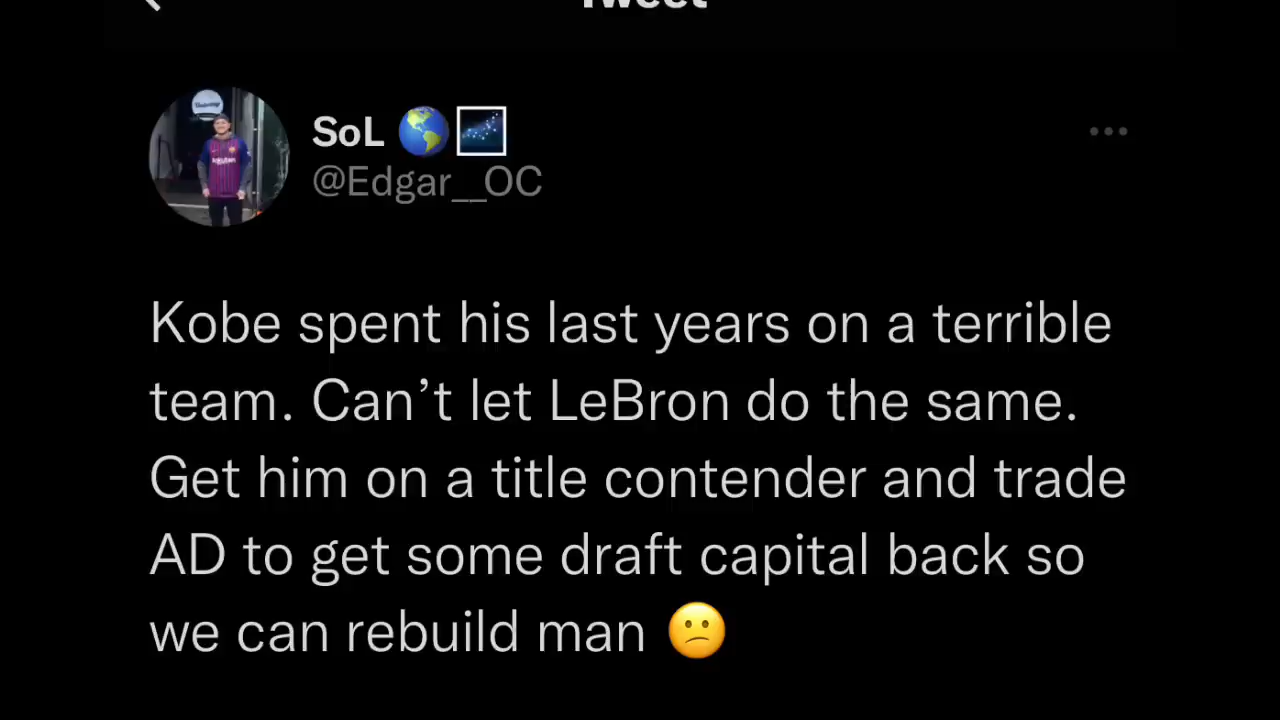 Tweet
SoL 🌎🌌
@Edgar__OC
Kobe spent his last years on a terrible
team. Can’t let LeBron do the same.
Get him on a title contender and trade
AD to get some draft capital back so
we can rebuild man 😕